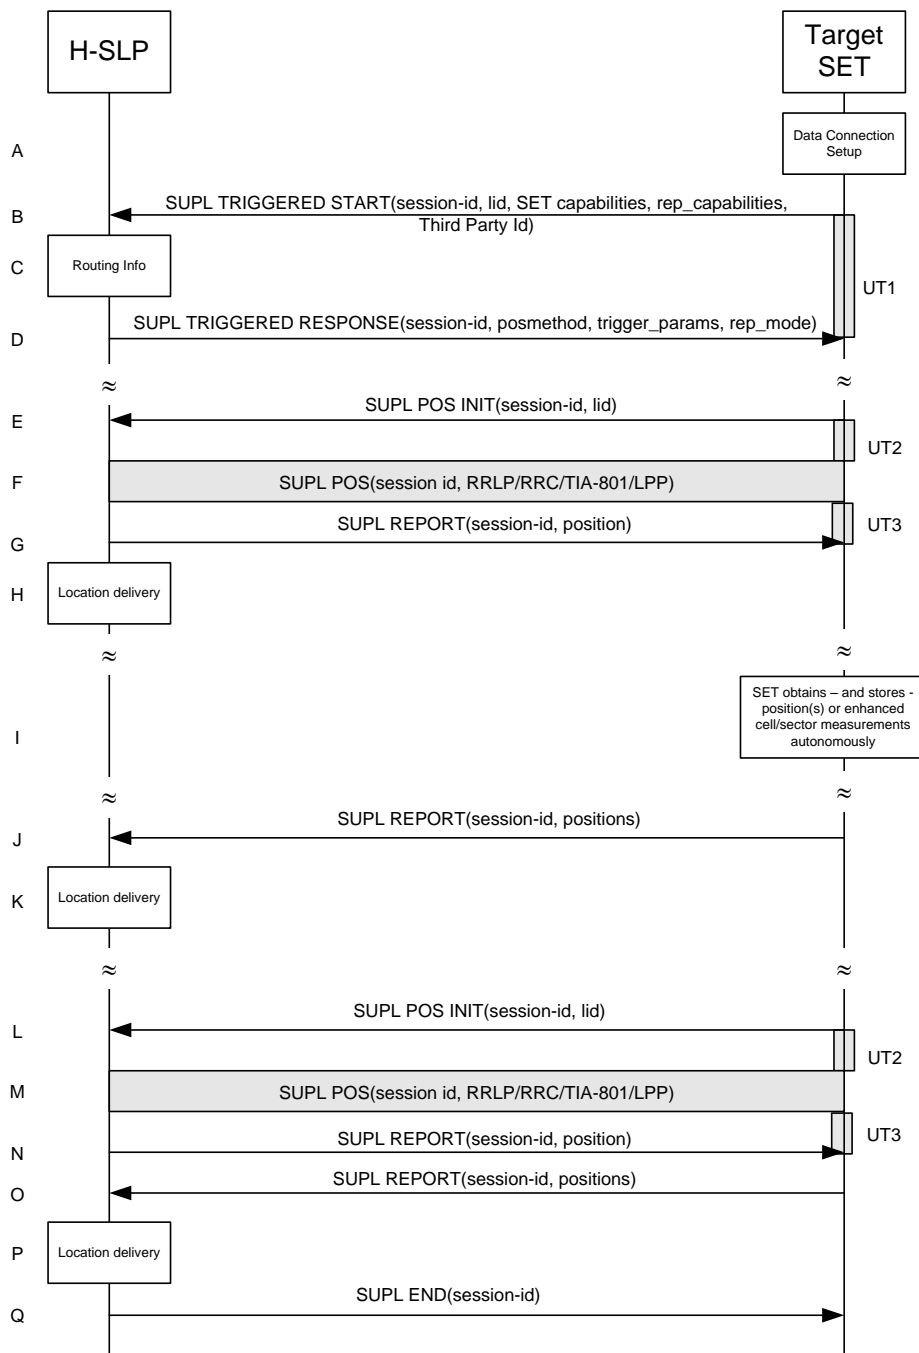 H-SLP
Target
SET
A
Data Connection
Setup
B
SUPL TRIGGERED START(session-id, lid, SET capabilities, rep_capabilities,
Third Party Id)
C
Routing Info
UT1
D
SUPL TRIGGERED RESPONSE(session-id, posmethod, trigger_params, rep_mode)
≈
≈
E
SUPL POS INIT(session-id, lid)
UT2
F
SUPL POS(session id, RRLP/RRC/TIA-801/LPP)
G
SUPL REPORT(session-id, position)
UT3
H
Location delivery
≈
≈
I
SET obtains – and stores -
position(s) or enhanced
cell/sector measurements
autonomously
≈
≈
J
SUPL REPORT(session-id, positions)
K
Location delivery
≈
≈
L
SUPL POS INIT(session-id, lid)
UT2
M
SUPL POS(session id, RRLP/RRC/TIA-801/LPP)
N
SUPL REPORT(session-id, position)
UT3
O
SUPL REPORT(session-id, positions)
P
Location delivery
Q
SUPL END(session-id)